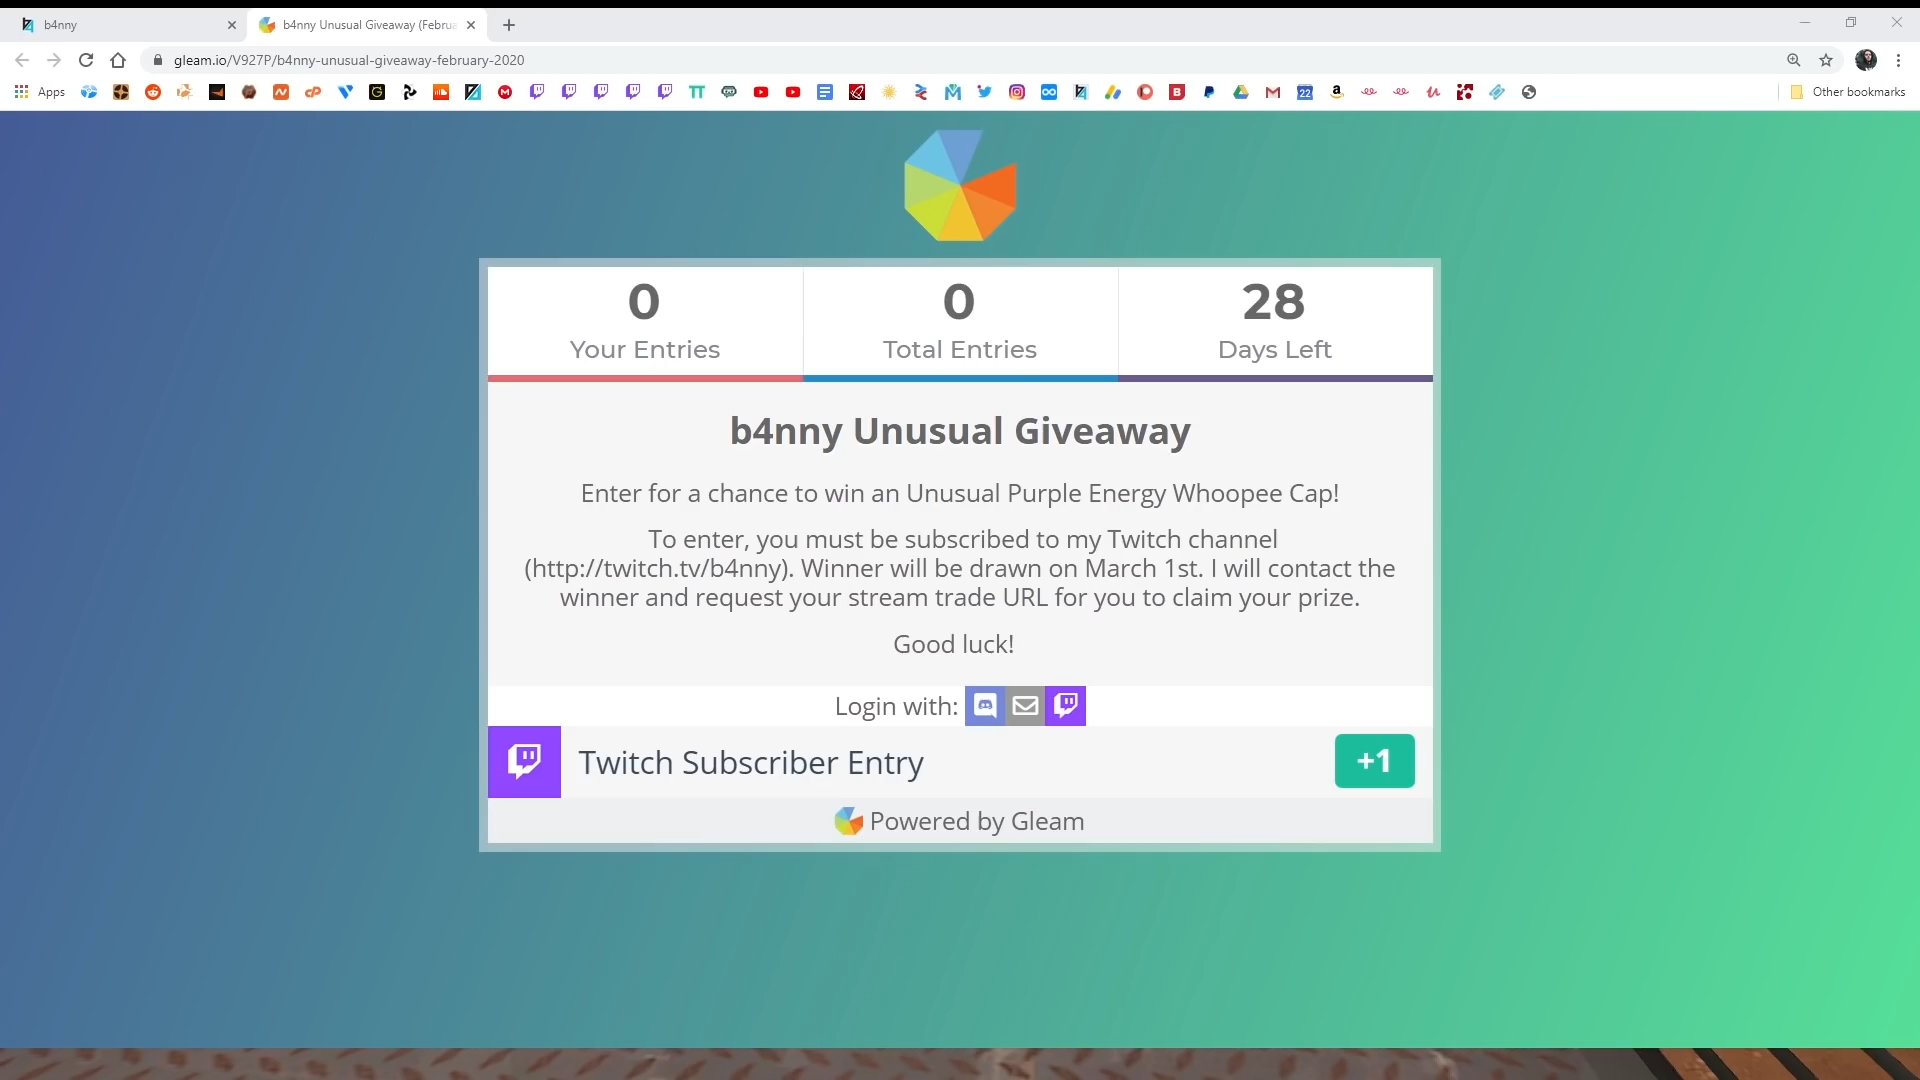 b4nny
b4nny Unusual Giveaway (Februa
gleam.io/V927P/b4nny-unusual-giveaway-february-2020
Apps
Other bookmarks
0
Your Entries
0
Total Entries
28
Days Left
b4nny Unusual Giveaway
Enter for a chance to win an Unusual Purple Energy Whoopee Cap!
To enter, you must be subscribed to my Twitch channel
(http://twitch.tv/b4nny). Winner will be drawn on March 1st. I will contact the
winner and request your stream trade URL for you to claim your prize.
Good luck!
Login with:
Twitch Subscriber Entry
+1
Powered by Gleam